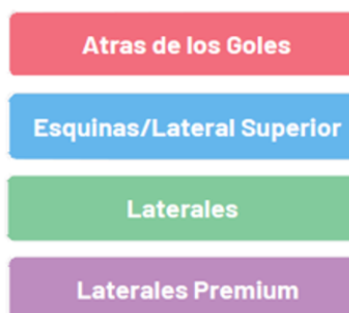 Atras de los Goles
Esquinas/Lateral Superior
Laterales
Laterales Premium